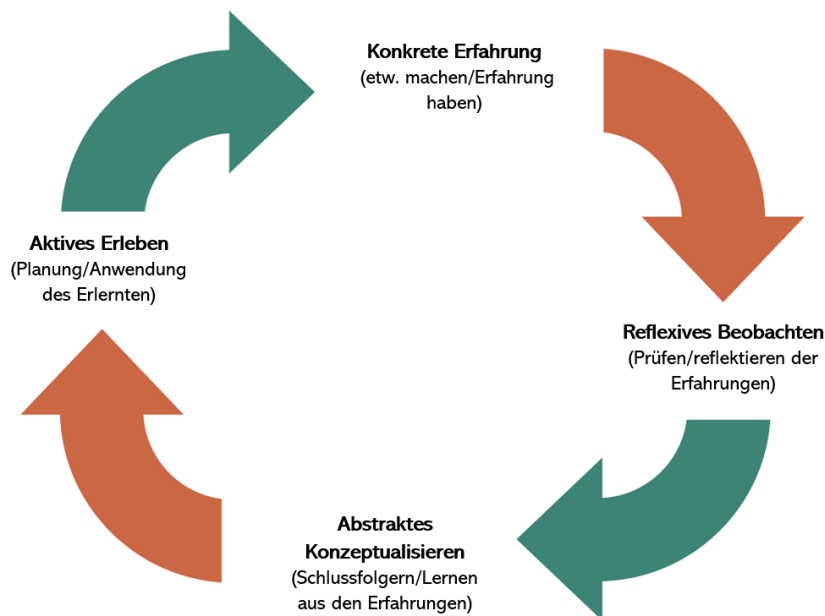 Konkrete Erfahrung
(etw. machen/Erfahrung
haben)
Reflexives Beobachten
(Prüfen/reflektieren der
Erfahrungen)
Abstraktes
Konzeptualisieren
(Schlussfolgern/Lernen
aus den Erfahrungen)
Aktives Erleben
(Planung/Anwendung
des Erlernten)